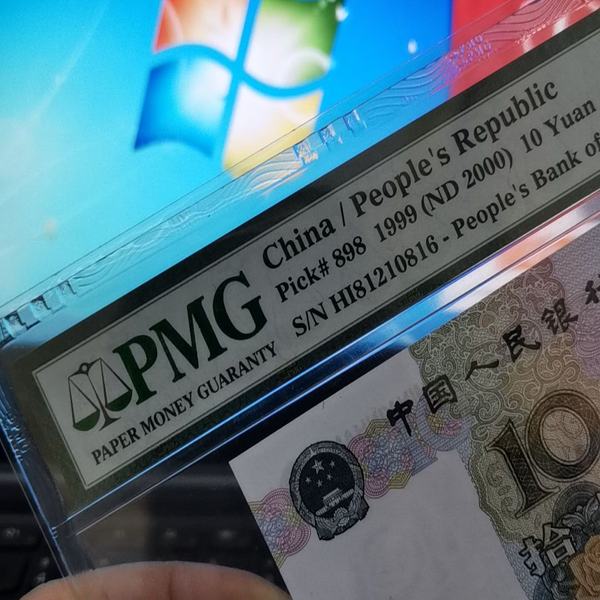 China / People's Republic
Pick# 898 1999 (ND 2000) 10 Yuan
S/N HI81210816 - People's Bank of
PMG
PAPER MONEY GUARANTY
中国人民银
10
拾